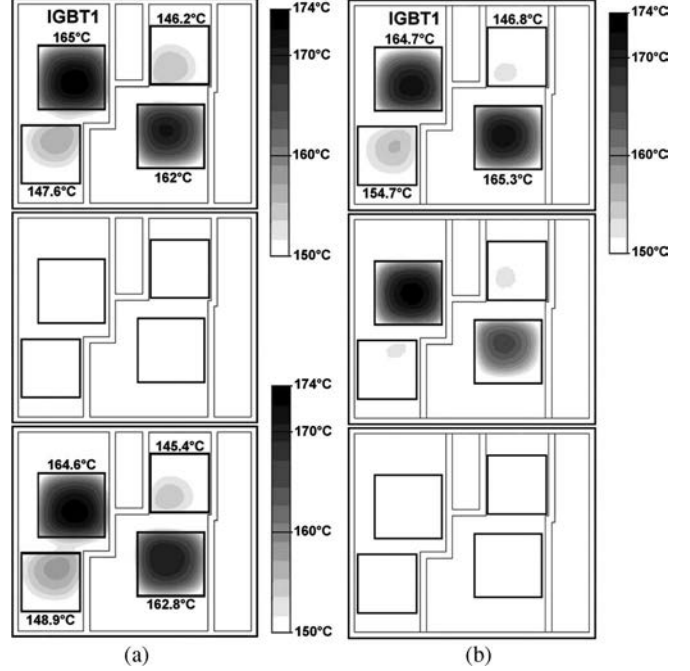 IGBT1
165°C
146.2°C
147.6°C
162°C
174°C
170°C
160°C
150°C
164.6°C
145.4°C
148.9°C
162.8°C
174°C
170°C
160°C
150°C
(a)
IGBT1
164.7°C
146.8°C
154.7°C
165.3°C
174°C
170°C
160°C
150°C
(b)